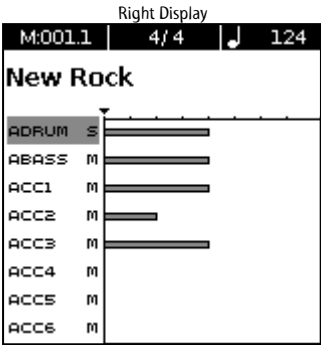 Right Display
M:001.1 4/4 ♩ 124
New Rock
ADRUM S
ABASS M
ACC1 M
ACC2 M
ACC3 M
ACC4 M
ACC5 M
ACC6 M